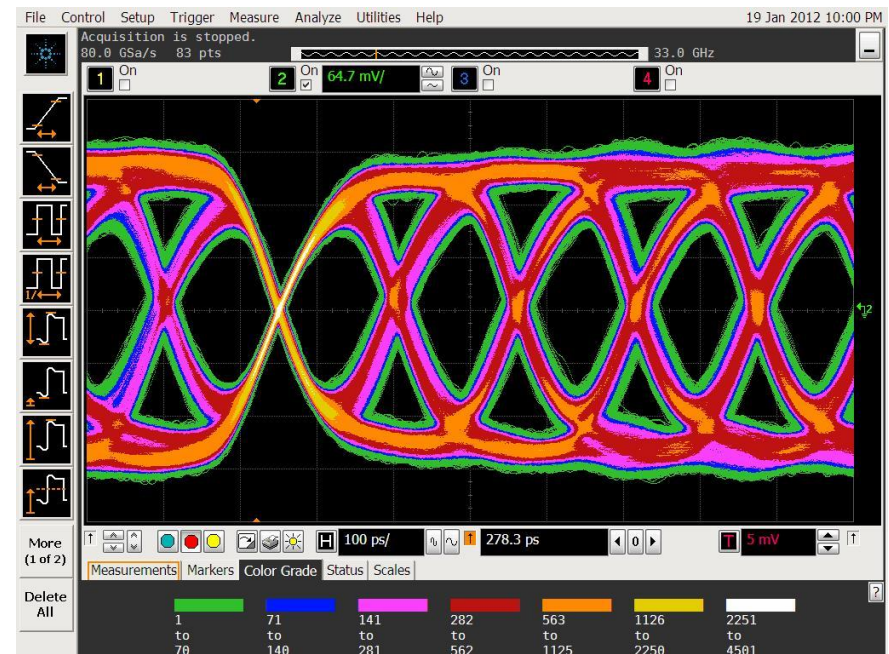 File Control Setup Trigger Measure Analyze Utilities Help 19 Jan 2012 10:00 PM
Acquisition is stopped.
80.0 GSa/s 83 pts 33.0 GHz
1 On 2 On 64.7 mV/ 3 On 4 On
2
1/
More
(1 of 2)
Delete
All
H 100 ps/ 278.3 ps 0 T 5 mV
Measurements Markers Color Grade Status Scales
?
1 71 141 282 563 1126 2251
to to to to to to to
70 140 281 562 1125 2250 4501